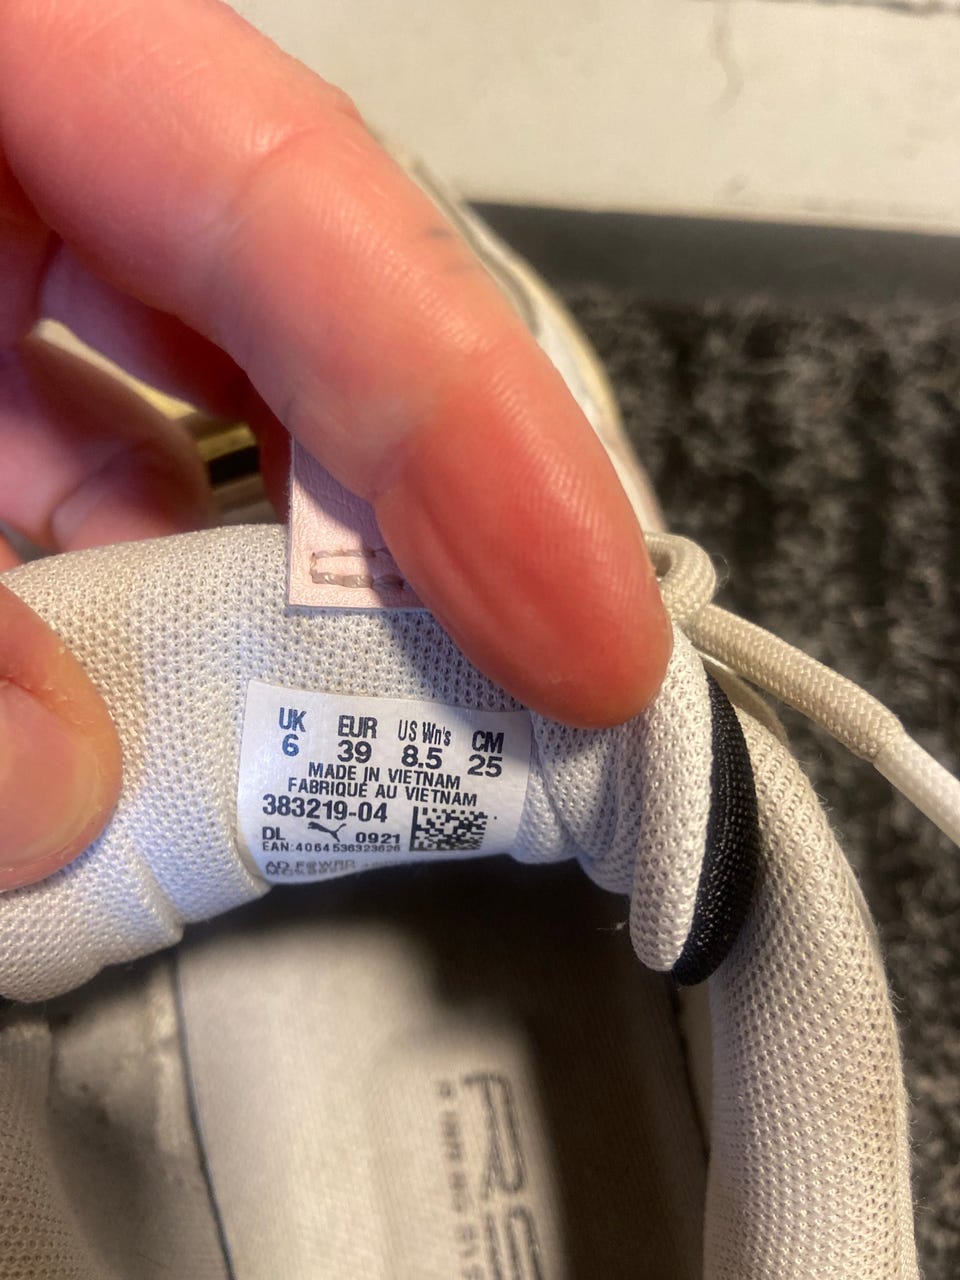 UK EUR US Wn's CM
6 39 8.5 25
MADE IN VIETNAM
FABRIQUÉ AU VIETNAM
383219-04
DL 0921
EAN:4064536323626